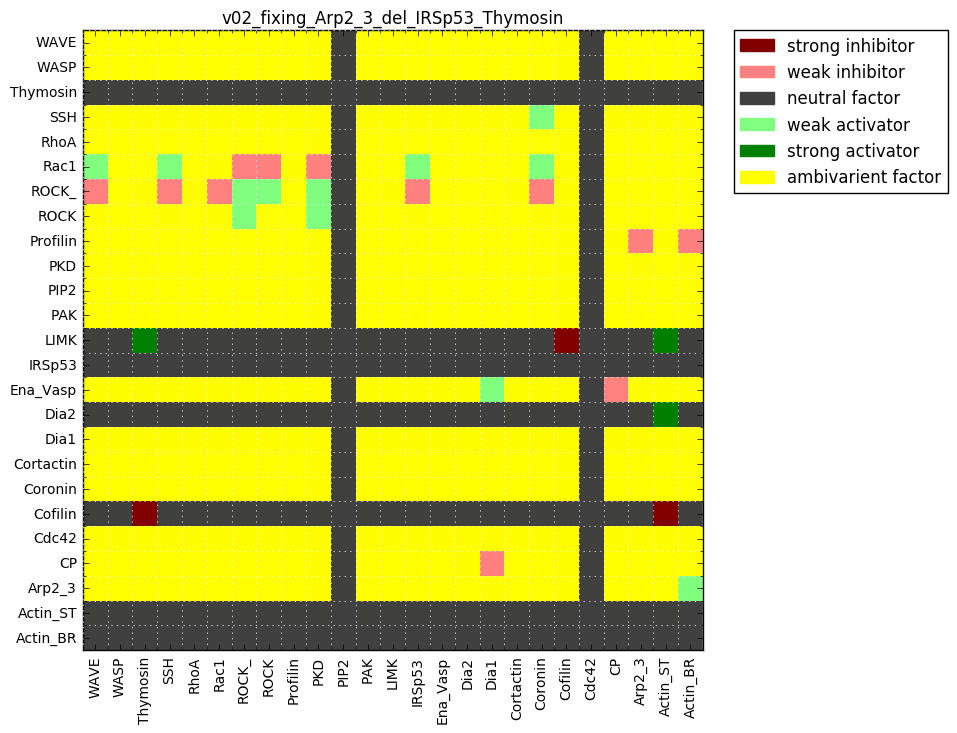 v02_fixing_Arp2_3_del_IRSp53_Thymosin
WAVE
WASP
Thymosin
SSH
RhoA
Rac1
ROCK_
ROCK
Profilin
PKD
PIP2
PAK
LIMK
IRSp53
Ena_Vasp
Dia2
Dia1
Cortactin
Coronin
Cofilin
Cdc42
CP
Arp2_3
Actin_ST
Actin_BR
WAVE
WASP
Thymosin
SSH
RhoA
Rac1
ROCK_
ROCK
Profilin
PKD
PIP2
PAK
LIMK
IRSp53
Ena_Vasp
Dia2
Dia1
Cortactin
Coronin
Cofilin
Cdc42
CP
Arp2_3
Actin_ST
Actin_BR
strong inhibitor
weak inhibitor
neutral factor
weak activator
strong activator
ambivarient factor